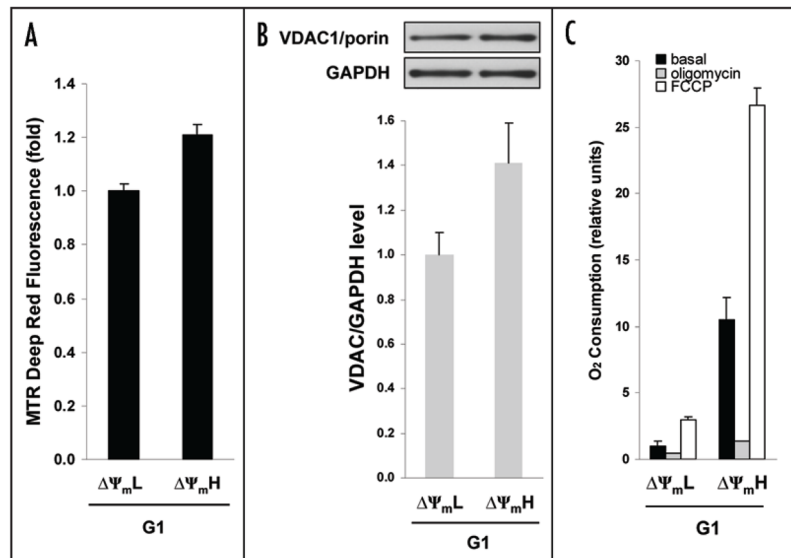 A
MTR Deep Red Fluorescence (fold)
1.4
1.2
1.0
0.8
0.6
0.4
0.2
0.0
ΔΨmL ΔΨmH
G1
B
VDAC1/porin
GAPDH
VDAC/GAPDH level
1.6
1.4
1.2
1.0
0.8
0.6
0.4
0.2
0.0
ΔΨmL ΔΨmH
G1
C
basal
oligomycin
FCCP
O2 Consumption (relative units)
30
25
20
15
10
5
0
ΔΨmL ΔΨmH
G1